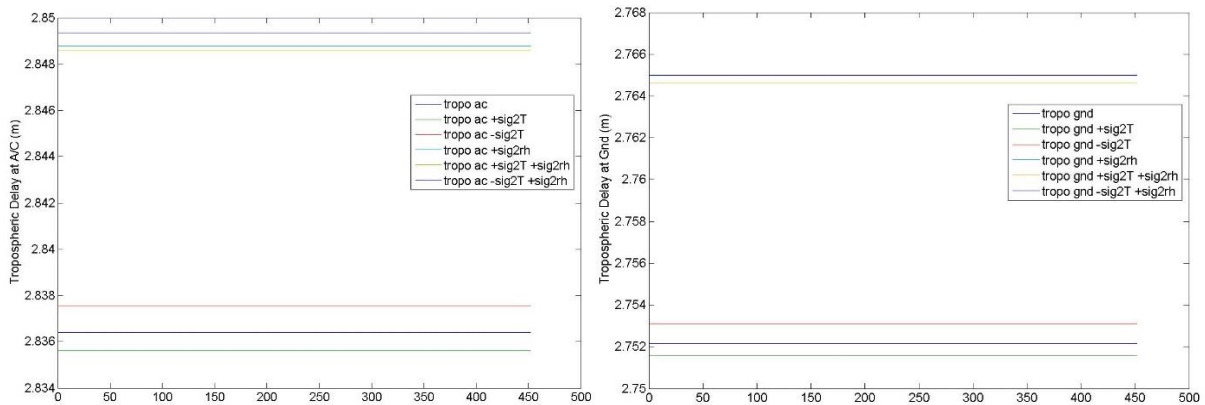 2.85
2.848
2.846
2.844
2.842
2.84
2.838
2.836
2.834
Tropospheric Delay at A/C (m)
0 50 100 150 200 250 300 350 400 450 500
tropo ac
tropo ac +sig2T
tropo ac -sig2T
tropo ac +sig2rh
tropo ac +sig2T +sig2rh
tropo ac -sig2T +sig2rh
2.768
2.766
2.764
2.762
2.76
2.758
2.756
2.754
2.752
2.75
Tropospheric Delay at Gnd (m)
0 50 100 150 200 250 300 350 400 450 500
tropo gnd
tropo gnd +sig2T
tropo gnd -sig2T
tropo gnd +sig2rh
tropo gnd +sig2T +sig2rh
tropo gnd -sig2T +sig2rh